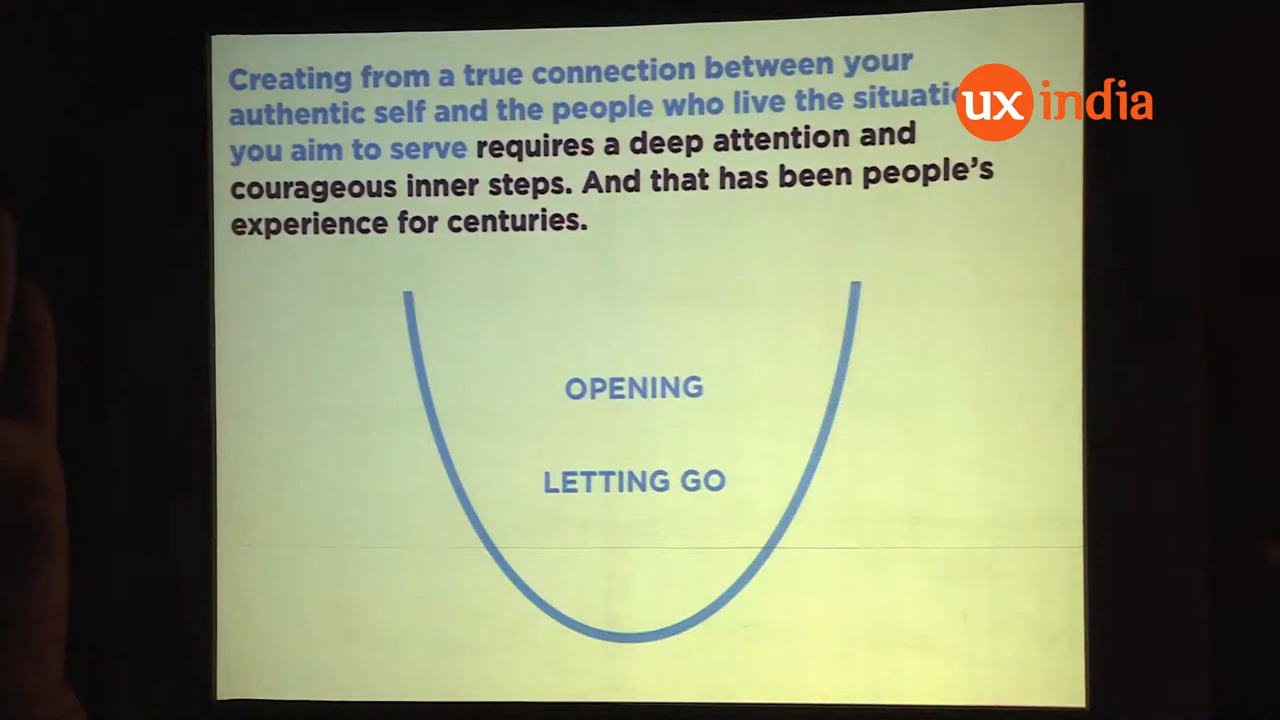 Creating from a true connection between your
authentic self and the people who live the
you aim to serve requires a deep attention and
courageous inner steps. And that has been people's
experience for centuries.
OPENING
LETTING GO
ux india